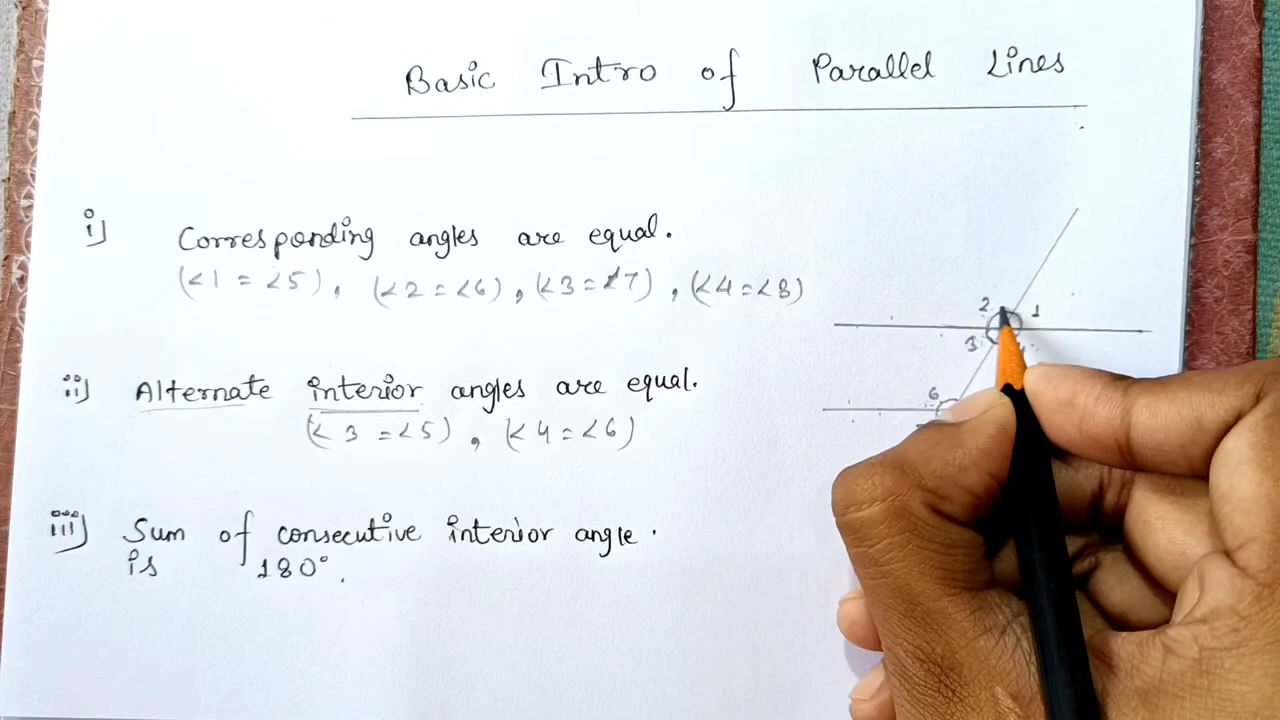 Basic Intro of Parallel Lines
i) Corresponding angles are equal.
(<1 = <5), (<2 = <6), (<3 = <7), (<4 = <8)
ii) Alternate interior angles are equal.
(<3 = <5), (<4 = <6)
iii) Sum of consecutive interior angle.
is 180°.
2 1
3
6